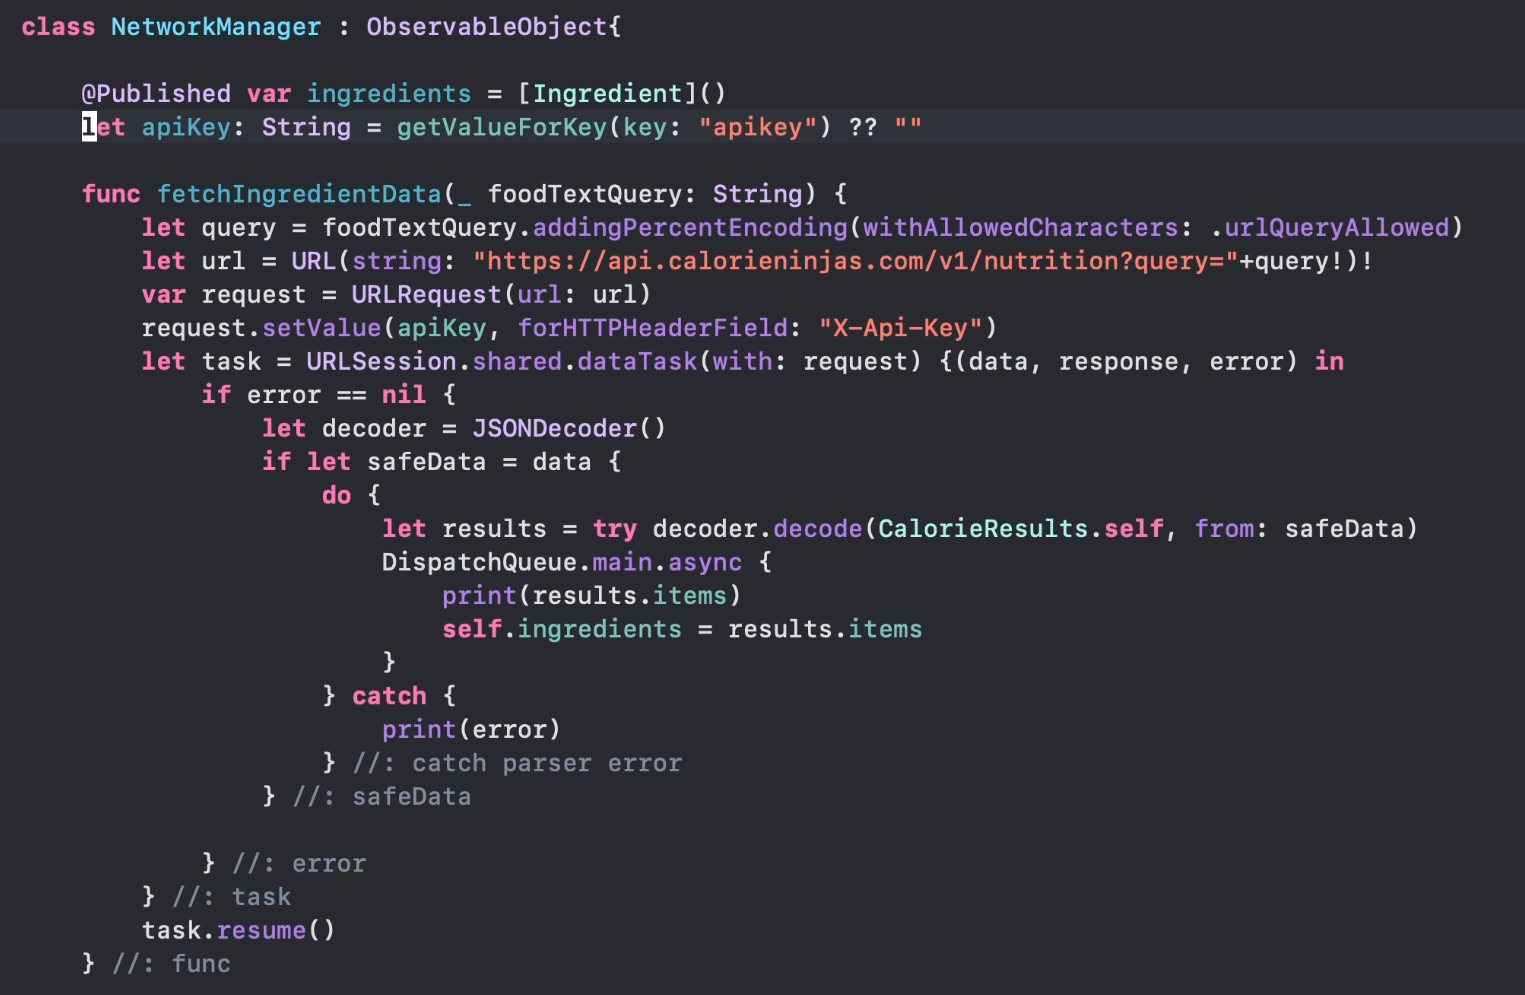 class NetworkManager : ObservableObject{
@Published var ingredients = [Ingredient]()
let apiKey: String = getValueForKey(key: "apikey") ?? ""
func fetchIngredientData(_ foodTextQuery: String) {
let query = foodTextQuery.addingPercentEncoding(withAllowedCharacters: .urlQueryAllowed)
let url = URL(string: "https://api.calorieninjas.com/v1/nutrition?query="+query!)!
var request = URLRequest(url: url)
request.setValue(apiKey, forHTTPHeaderField: "X-Api-Key")
let task = URLSession.shared.dataTask(with: request) {(data, response, error) in
if error == nil {
let decoder = JSONDecoder()
if let safeData = data {
do {
let results = try decoder.decode(CalorieResults.self, from: safeData)
DispatchQueue.main.async {
print(results.items)
self.ingredients = results.items
}
} catch {
print(error)
} //: catch parser error
} //: safeData
} //: error
} //: task
task.resume()
} //: func